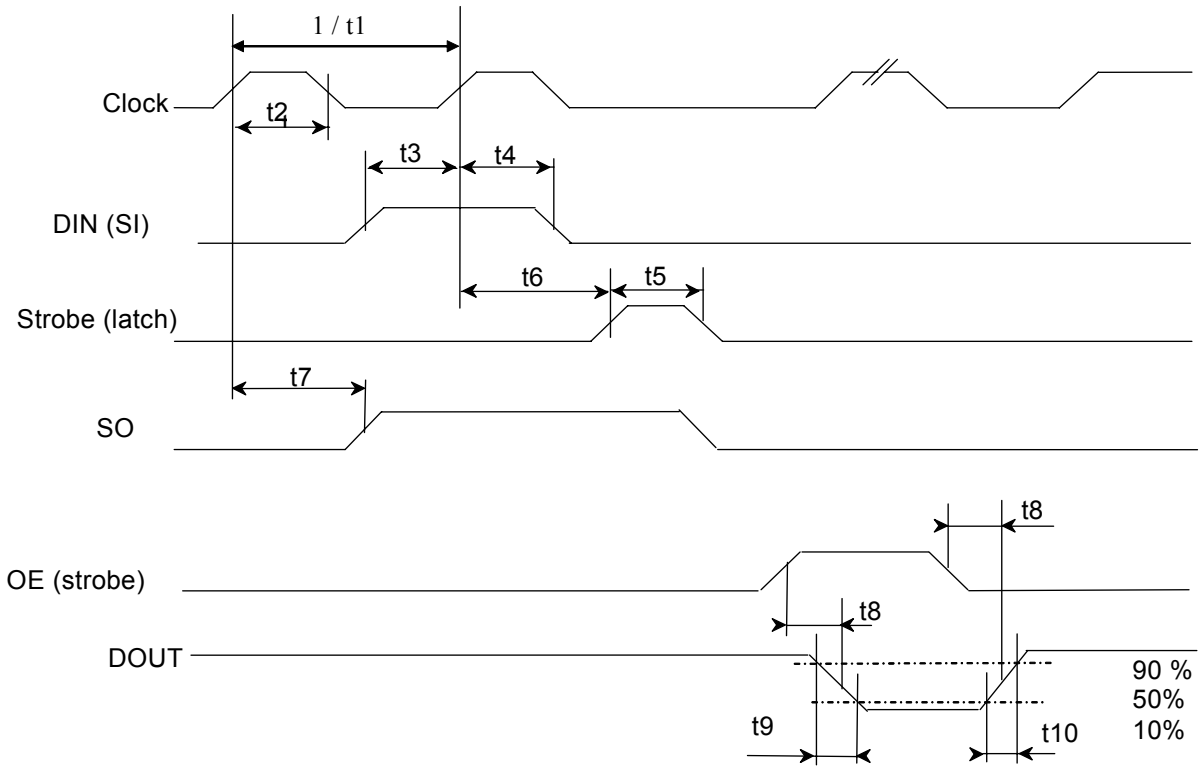 1 / t1
Clock
t2
t3
t4
DIN (SI)
t6
t5
Strobe (latch)
t7
SO
t8
OE (strobe)
t8
DOUT
90 %
50%
10%
t9
t10